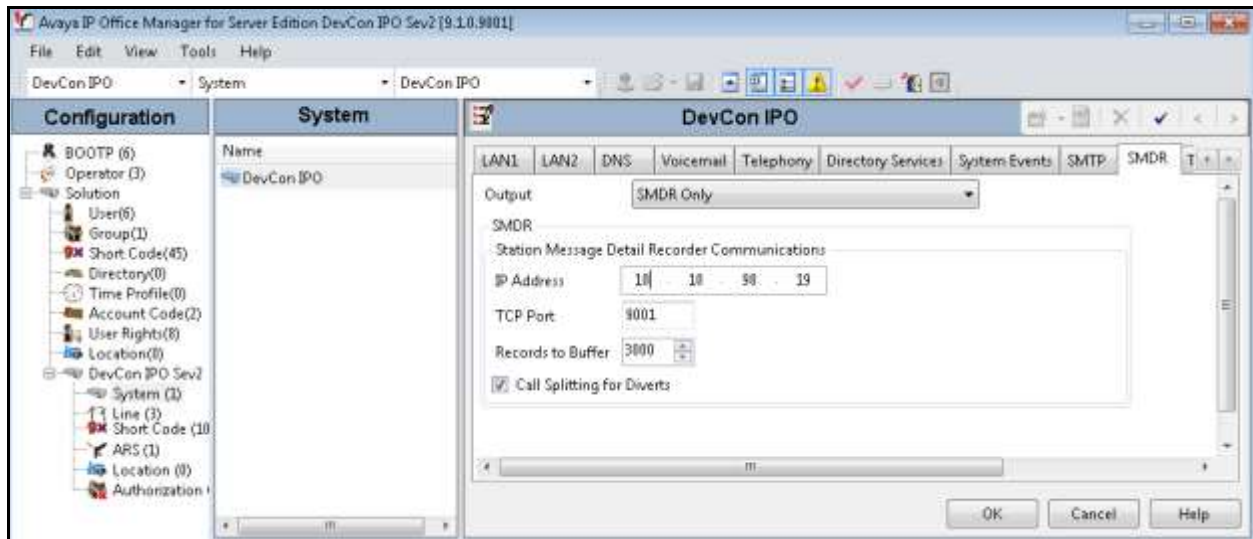 Avaya IP Office Manager for Server Edition DevCon IPO Sev2 [9.1.0.9801]
File Edit View Tools Help
DevCon IPO System DevCon IPO
Configuration
BOOTP (6)
Operator (3)
Solution
User(6)
Group(1)
Short Code(45)
Directory(0)
Time Profile(0)
Account Code(2)
User Rights(8)
Location(0)
DevCon IPO Sev2
System (1)
Line (3)
Short Code (10
ARS (1)
Location (0)
Authorization
System
Name
DevCon IPO
DevCon IPO
LAN1 LAN2 DNS Voicemail Telephony Directory Services System Events SMTP SMDR T
Output SMDR Only
SMDR
Station Message Detail Recorder Communications
IP Address 10 . 10 . 98 . 19
TCP Port 9001
Records to Buffer 3000
Call Splitting for Diverts
OK Cancel Help